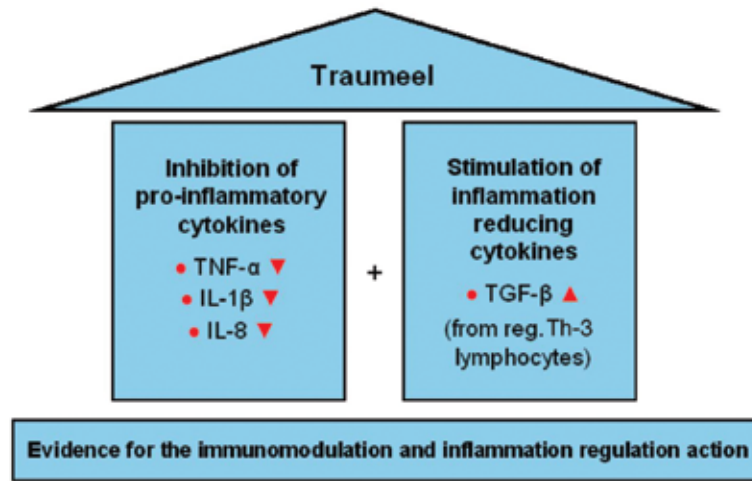 Traumeel
Inhibition of
pro-inflammatory
cytokines
• TNF-α ▼
• IL-1β ▼
• IL-8 ▼
+
Stimulation of
inflammation
reducing
cytokines
• TGF-β ▲
(from reg. Th-3
lymphocytes)
Evidence for the immunomodulation and inflammation regulation action